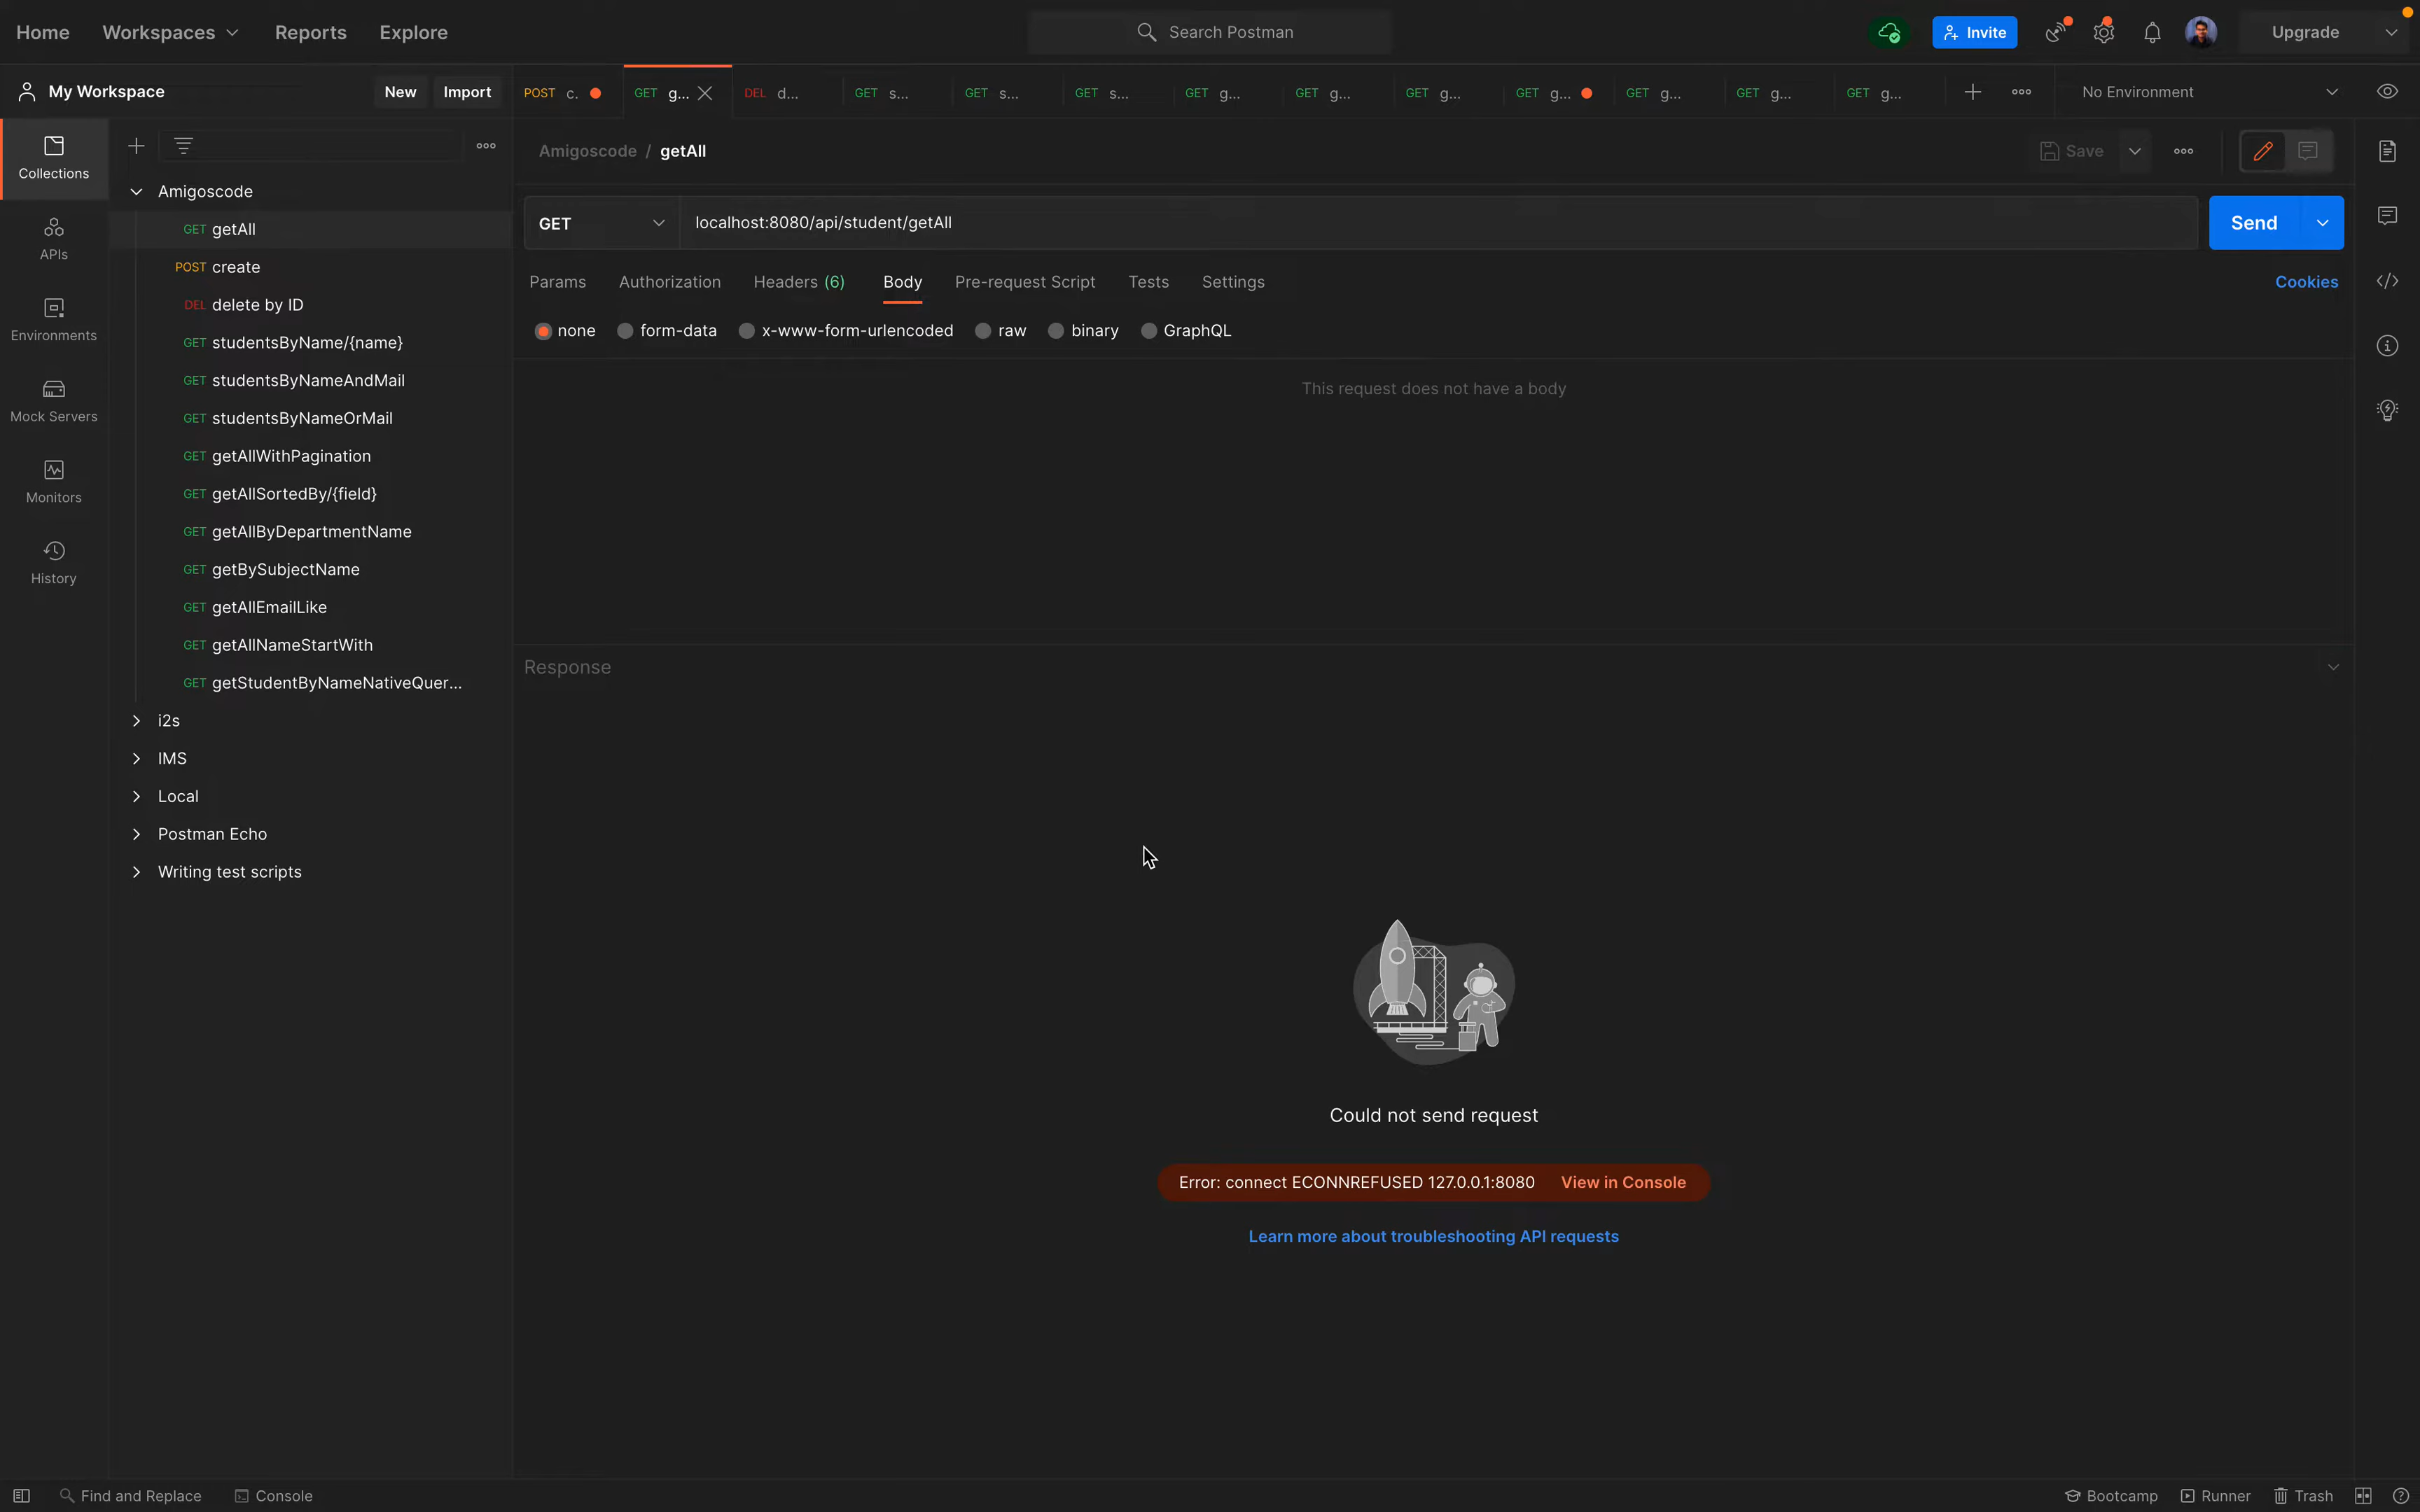 Home Workspaces Reports Explore Search Postman Invite Upgrade
My Workspace New Import
POST c. GET g... DEL d... GET s... GET s... GET s... GET g... GET g... GET g... GET g... GET g... GET g... GET g... No Environment
Collections
APIs
Environments
Mock Servers
Monitors
History
Amigoscode
GET getAll
POST create
DEL delete by ID
GET studentsByName/{name}
GET studentsByNameAndMail
GET studentsByNameOrMail
GET getAllWithPagination
GET getAllSortedBy/{field}
GET getAllByDepartmentName
GET getBySubjectName
GET getAllEmailLike
GET getAllNameStartWith
GET getStudentByNameNativeQuer...
i2s
IMS
Local
Postman Echo
Writing test scripts
Amigoscode / getAll Save
GET localhost:8080/api/student/getAll Send
Params Authorization Headers (6) Body Pre-request Script Tests Settings Cookies
none form-data x-www-form-urlencoded raw binary GraphQL
This request does not have a body
Response
Could not send request
Error: connect ECONNREFUSED 127.0.0.1:8080 View in Console
Learn more about troubleshooting API requests
Find and Replace Console Bootcamp Runner Trash